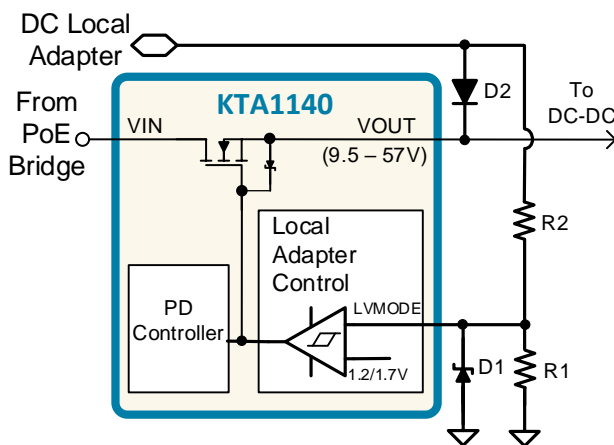 DC Local
Adapter
From
PoE
Bridge
KTA1140
VIN
VOUT
(9.5 – 57V)
D2
To
DC-DC
R2
Local
Adapter
Control
PD
Controller
LVMODE
1.2/1.7V
D1
R1